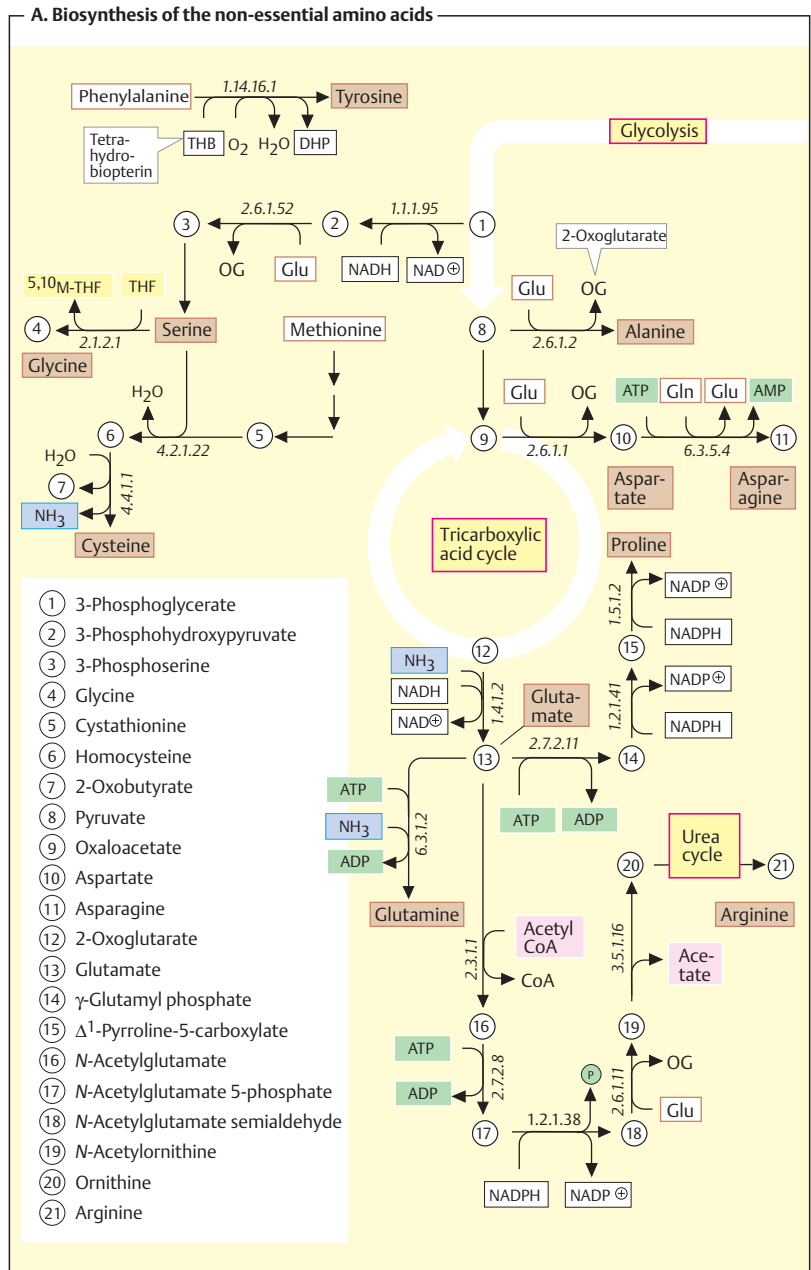 A. Biosynthesis of the non-essential amino acids
1.14.16.1
Phenylalanine
Tyrosine
Tetra-
hydro-
biopterin
THB
O2
H2O
DHP
Glycolysis
3
2.6.1.52
2
1.1.1.95
1
OG
Glu
NADH
NAD⊕
2-Oxoglutarate
5,10M-THF
THF
Glu
OG
4
2.1.2.1
Serine
Methionine
8
2.6.1.2
Alanine
Glycine
H2O
Glu
OG
ATP
Gln
Glu
AMP
6
4.2.1.22
5
9
2.6.1.1
10
6.3.5.4
11
H2O
7
4.4.1.1
NH3
Cysteine
Aspar-
tate
Aspar-
agine
Tricarboxylic
acid cycle
Proline
1.5.1.2
NADP⊕
NADPH
12
15
NH3
NADH
NAD⊕
1.4.1.2
Gluta-
mate
1.2.1.41
NADP⊕
NADPH
13
2.7.2.11
14
ATP
NH3
ADP
6.3.1.2
ATP
ADP
Glutamine
20
Urea
cycle
21
Arginine
2.3.1.1
Acetyl
CoA
CoA
3.5.1.16
Ace-
tate
16
19
ATP
ADP
2.7.2.8
P
2.6.1.11
OG
Glu
17
1.2.1.38
18
NADPH
NADP⊕
1 3-Phosphoglycerate
2 3-Phosphohydroxypyruvate
3 3-Phosphoserine
4 Glycine
5 Cystathionine
6 Homocysteine
7 2-Oxobutyrate
8 Pyruvate
9 Oxaloacetate
10 Aspartate
11 Asparagine
12 2-Oxoglutarate
13 Glutamate
14 γ-Glutamyl phosphate
15 Δ1-Pyrroline-5-carboxylate
16 N-Acetylglutamate
17 N-Acetylglutamate 5-phosphate
18 N-Acetylglutamate semialdehyde
19 N-Acetylornithine
20 Ornithine
21 Arginine